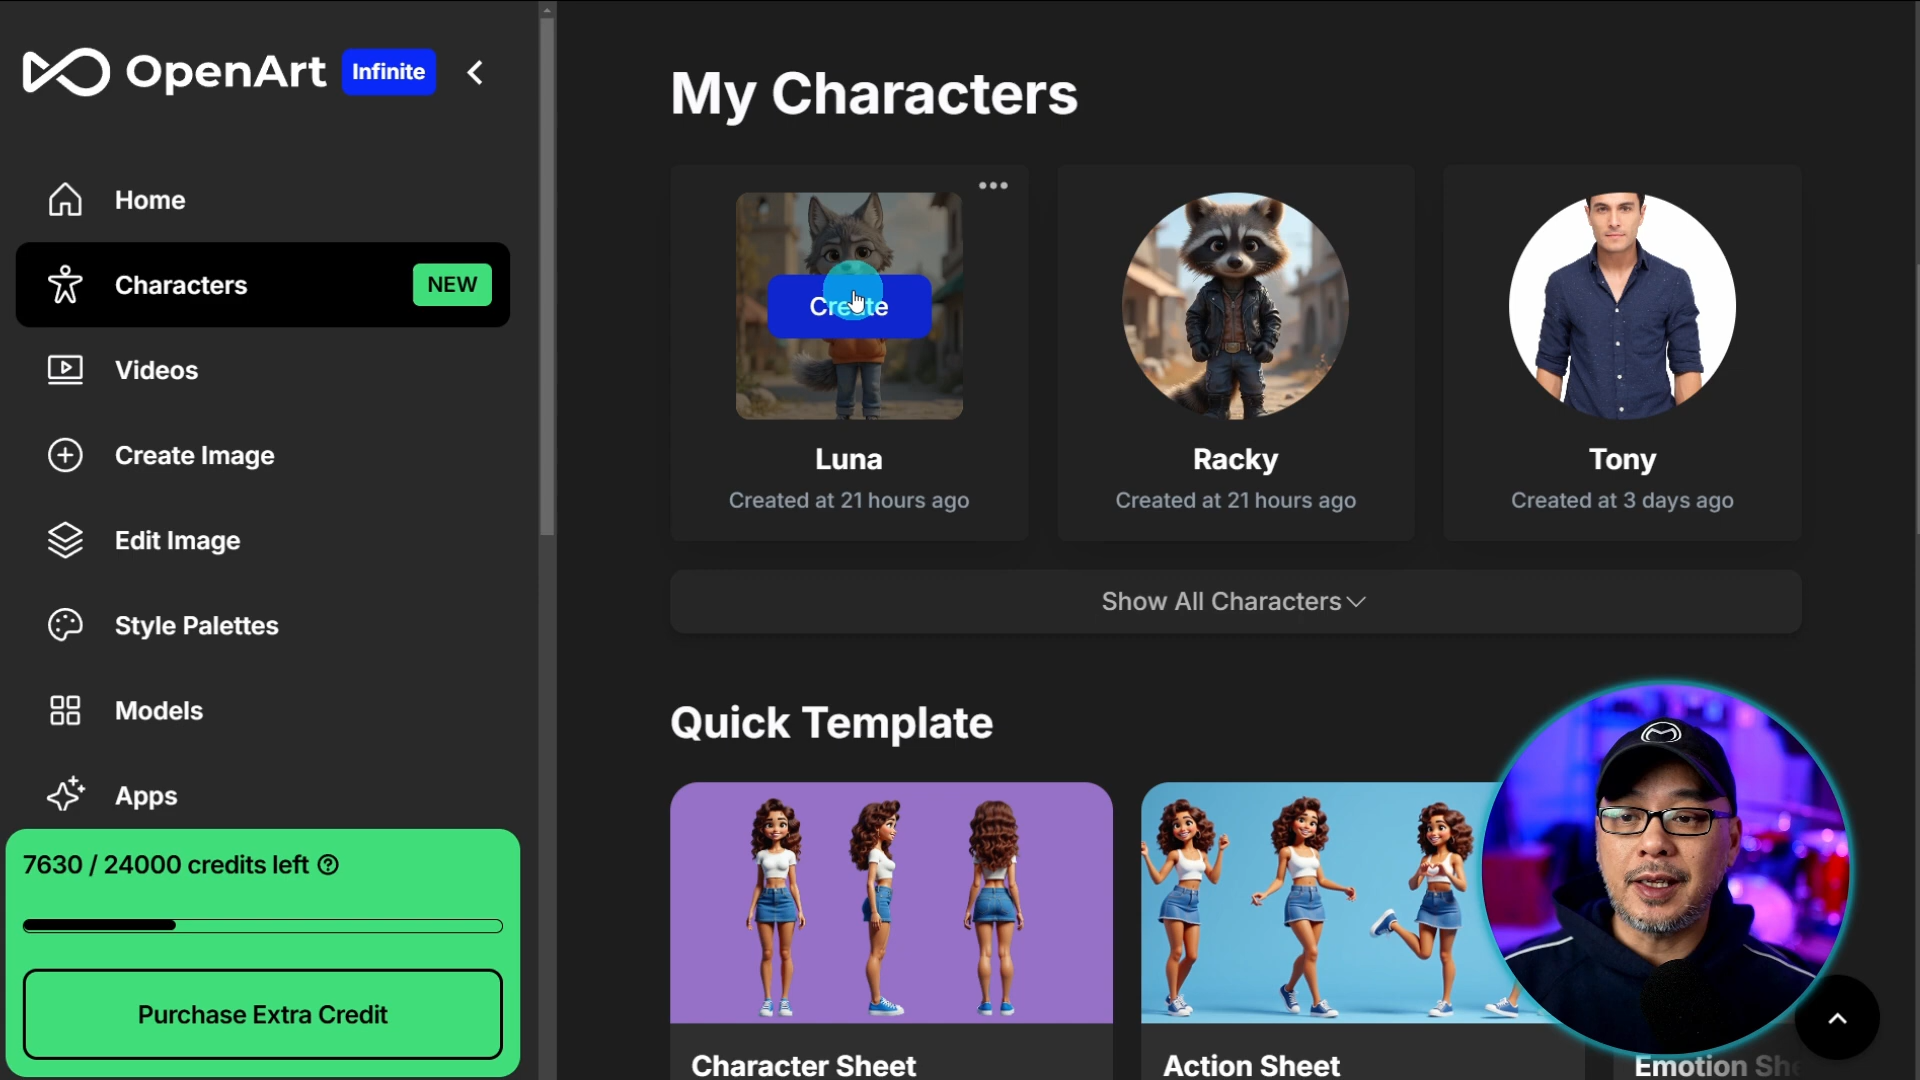 OpenArt Infinite
Home
Characters NEW
Videos
Create Image
Edit Image
Style Palettes
Models
Apps
7630 / 24000 credits left
Purchase Extra Credit
My Characters
Create
Luna
Created at 21 hours ago
Racky
Created at 21 hours ago
Tony
Created at 3 days ago
Show All Characters
Quick Template
Character Sheet
Action Sheet
Emotion She